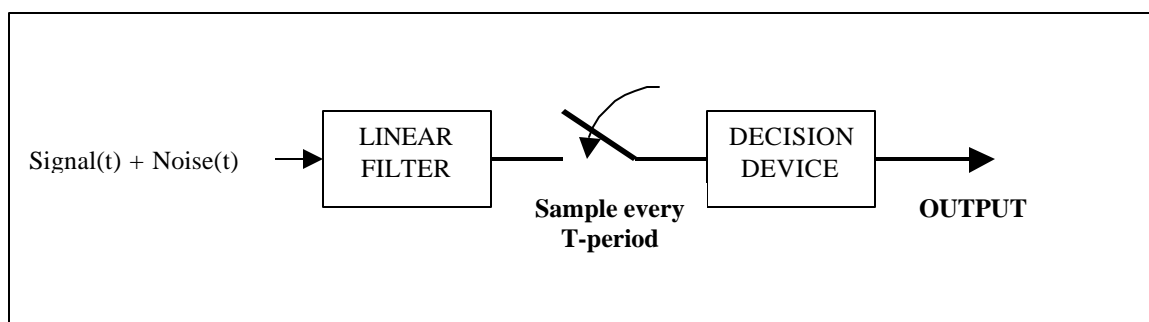 Signal(t) + Noise(t)
LINEAR
FILTER
Sample every
T-period
DECISION
DEVICE
OUTPUT